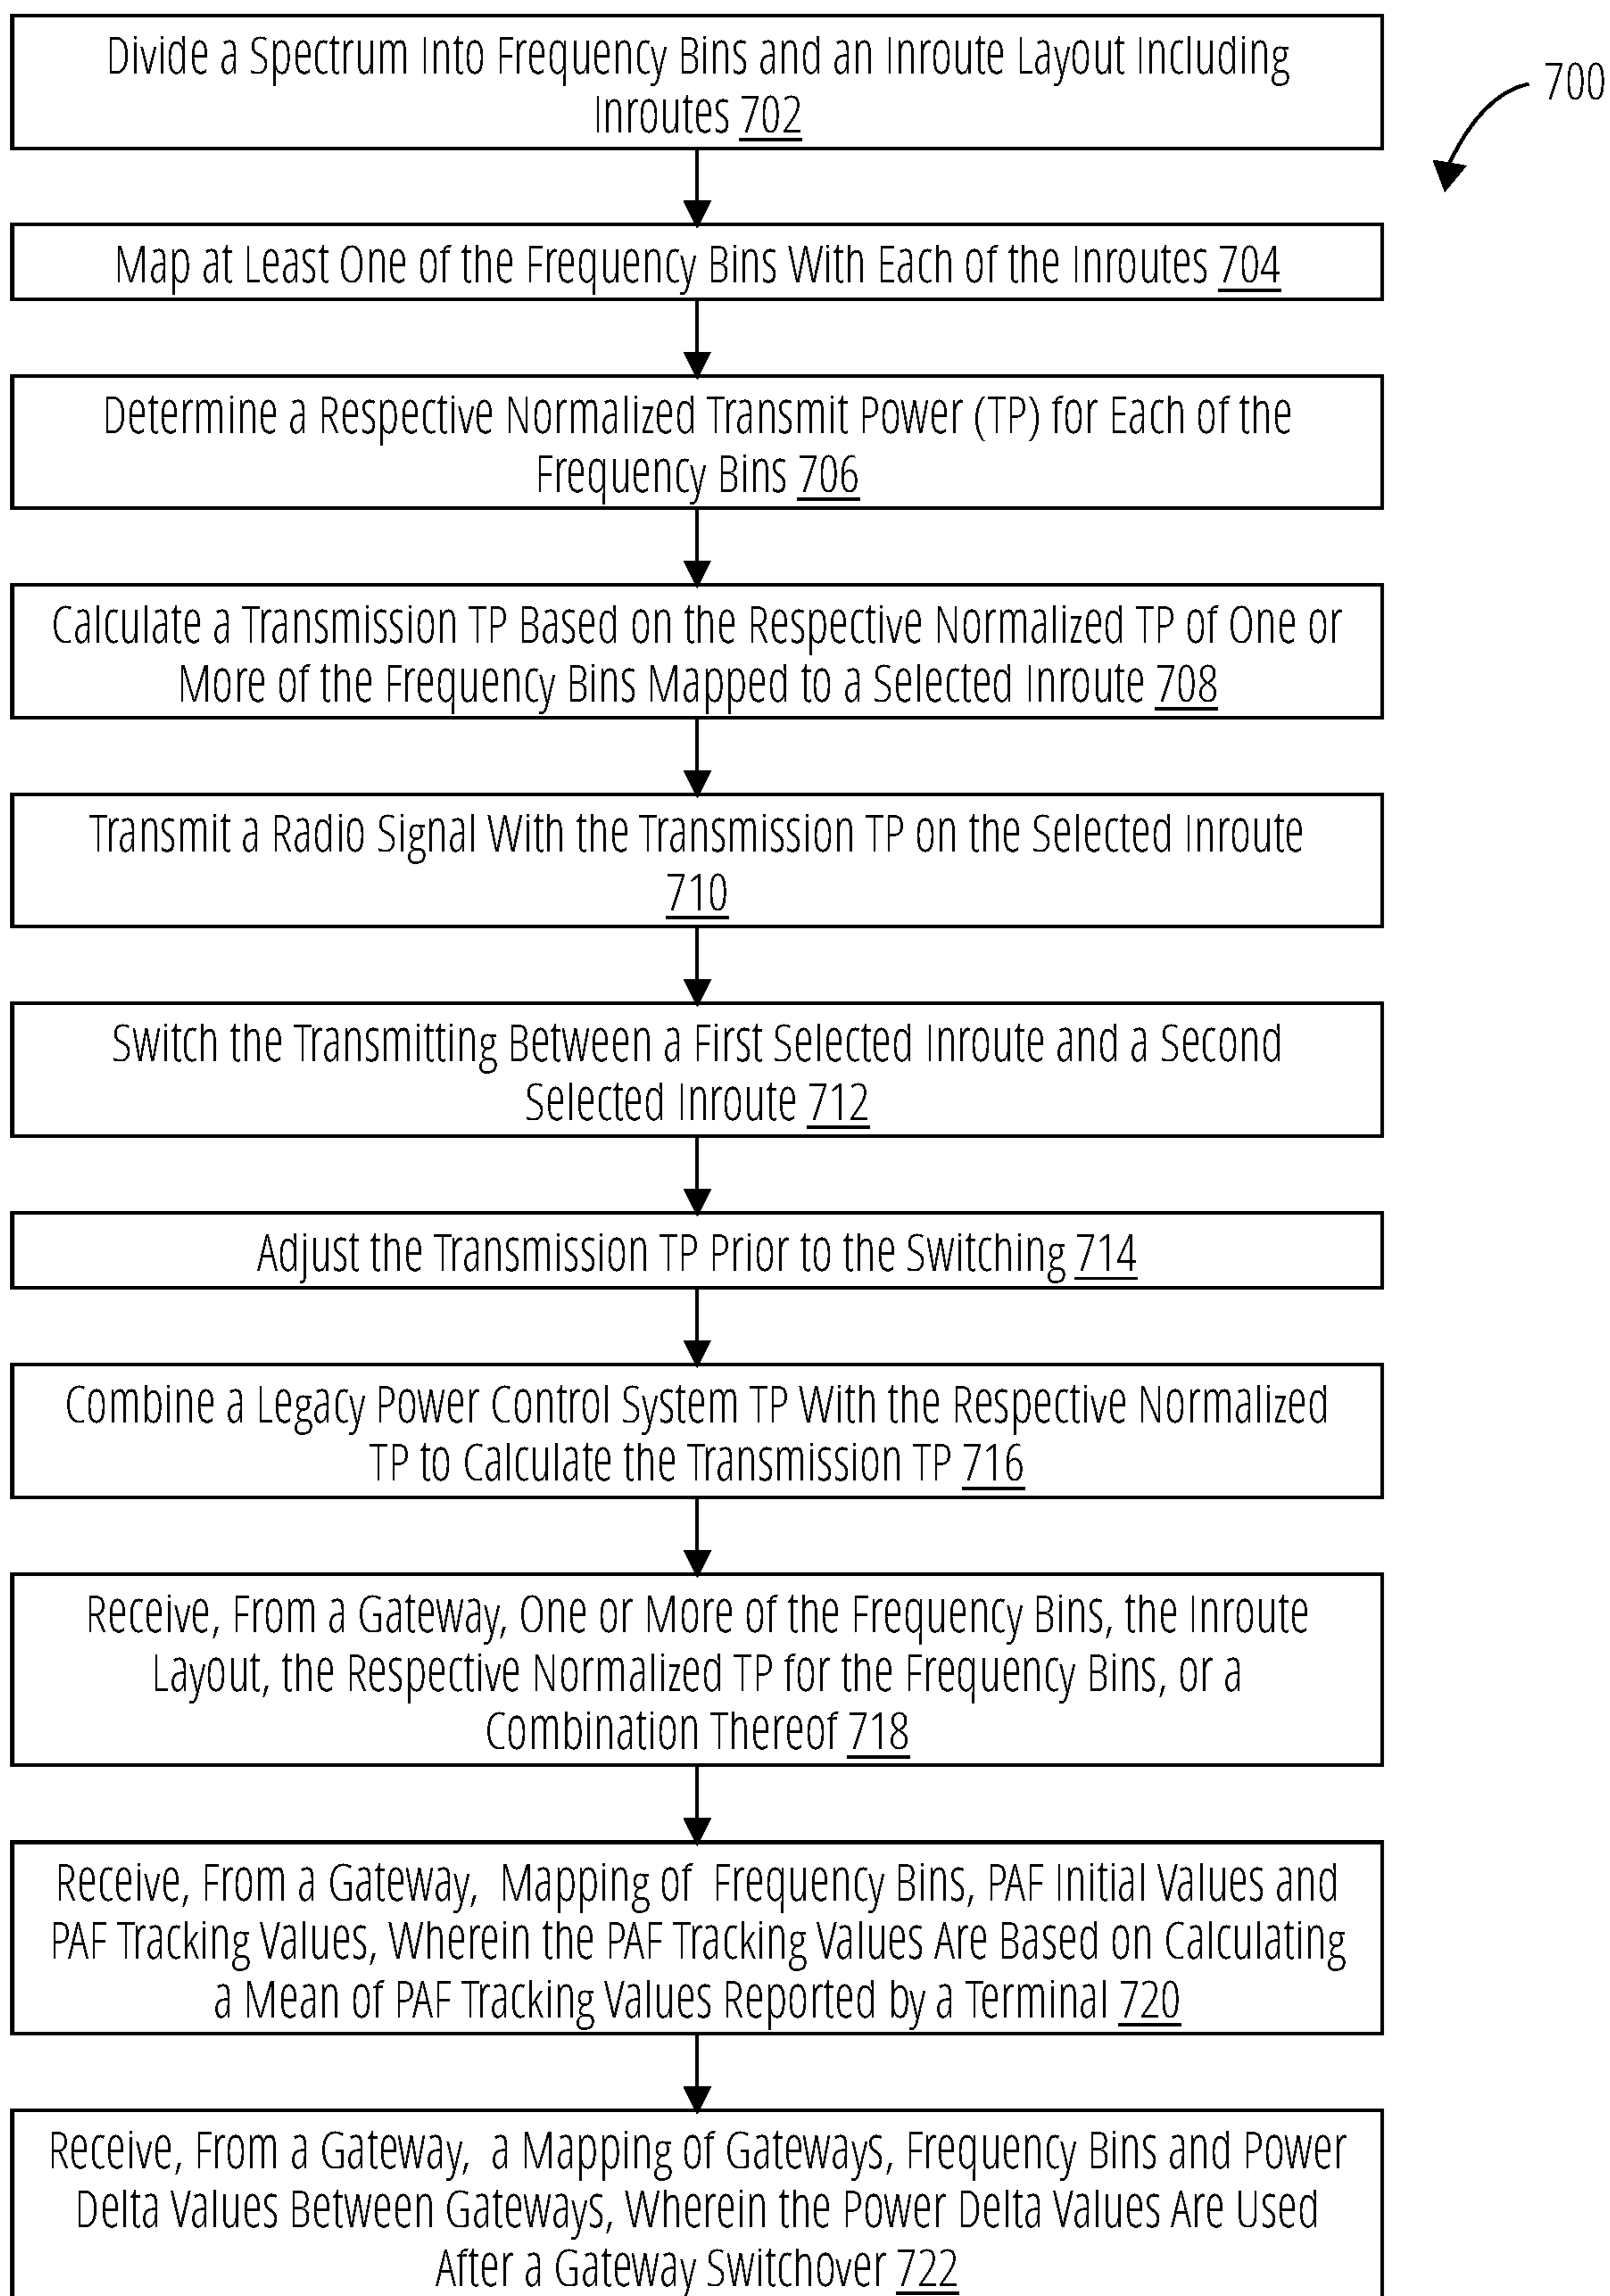 Divide a Spectrum Into Frequency Bins and an Inroute Layout Including
Inroutes 702
700
Map at Least One of the Frequency Bins With Each of the Inroutes 704
Determine a Respective Normalized Transmit Power (TP) for Each of the
Frequency Bins 706
Calculate a Transmission TP Based on the Respective Normalized TP of One or
More of the Frequency Bins Mapped to a Selected Inroute 708
Transmit a Radio Signal With the Transmission TP on the Selected Inroute
710
Switch the Transmitting Between a First Selected Inroute and a Second
Selected Inroute 712
Adjust the Transmission TP Prior to the Switching 714
Combine a Legacy Power Control System TP With the Respective Normalized
TP to Calculate the Transmission TP 716
Receive, From a Gateway, One or More of the Frequency Bins, the Inroute
Layout, the Respective Normalized TP for the Frequency Bins, or a
Combination Thereof 718
Receive, From a Gateway, Mapping of Frequency Bins, PAF Initial Values and
PAF Tracking Values, Wherein the PAF Tracking Values Are Based on Calculating
a Mean of PAF Tracking Values Reported by a Terminal 720
Receive, From a Gateway, a Mapping of Gateways, Frequency Bins and Power
Delta Values Between Gateways, Wherein the Power Delta Values Are Used
After a Gateway Switchover 722